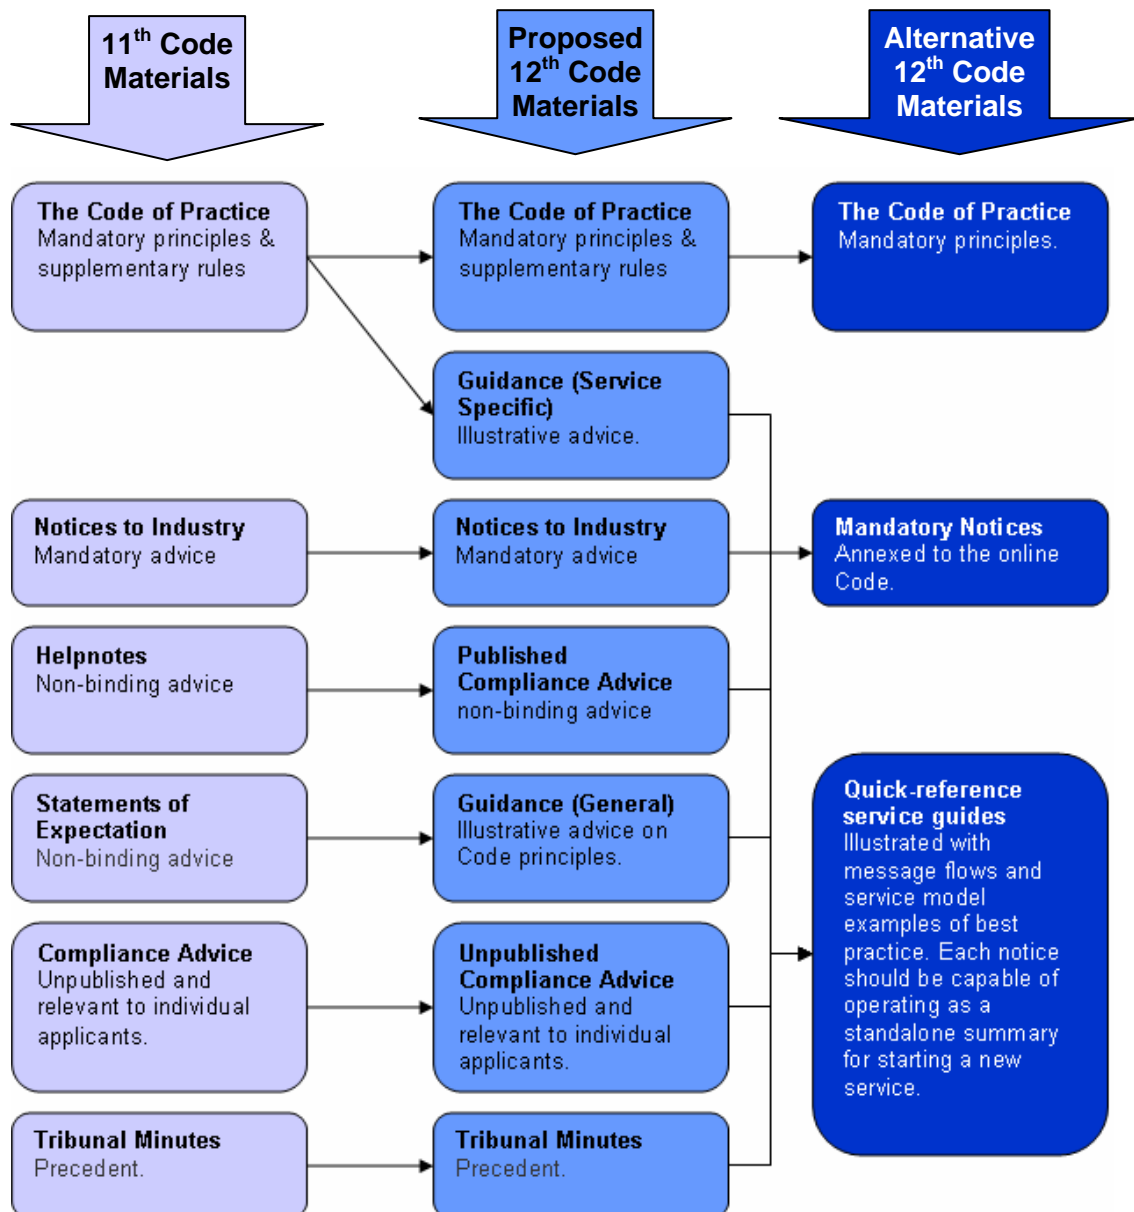 11th Code
Materials
Proposed
12th Code
Materials
Alternative
12th Code
Materials
The Code of Practice
Mandatory principles &
supplementary rules
The Code of Practice
Mandatory principles &
supplementary rules
The Code of Practice
Mandatory principles.
Guidance (Service
Specific)
Illustrative advice.
Notices to Industry
Mandatory advice
Notices to Industry
Mandatory advice
Mandatory Notices
Annexed to the online
Code.
Helpnotes
Non-binding advice
Published
Compliance Advice
non-binding advice
Statements of
Expectation
Non-binding advice
Guidance (General)
Illustrative advice on
Code principles.
Quick-reference
service guides
Illustrated with
message flows and
service model
examples of best
practice. Each notice
should be capable of
operating as a
standalone summary
for starting a new
service.
Compliance Advice
Unpublished and
relevant to individual
applicants.
Unpublished
Compliance Advice
Unpublished and
relevant to individual
applicants.
Tribunal Minutes
Precedent.
Tribunal Minutes
Precedent.